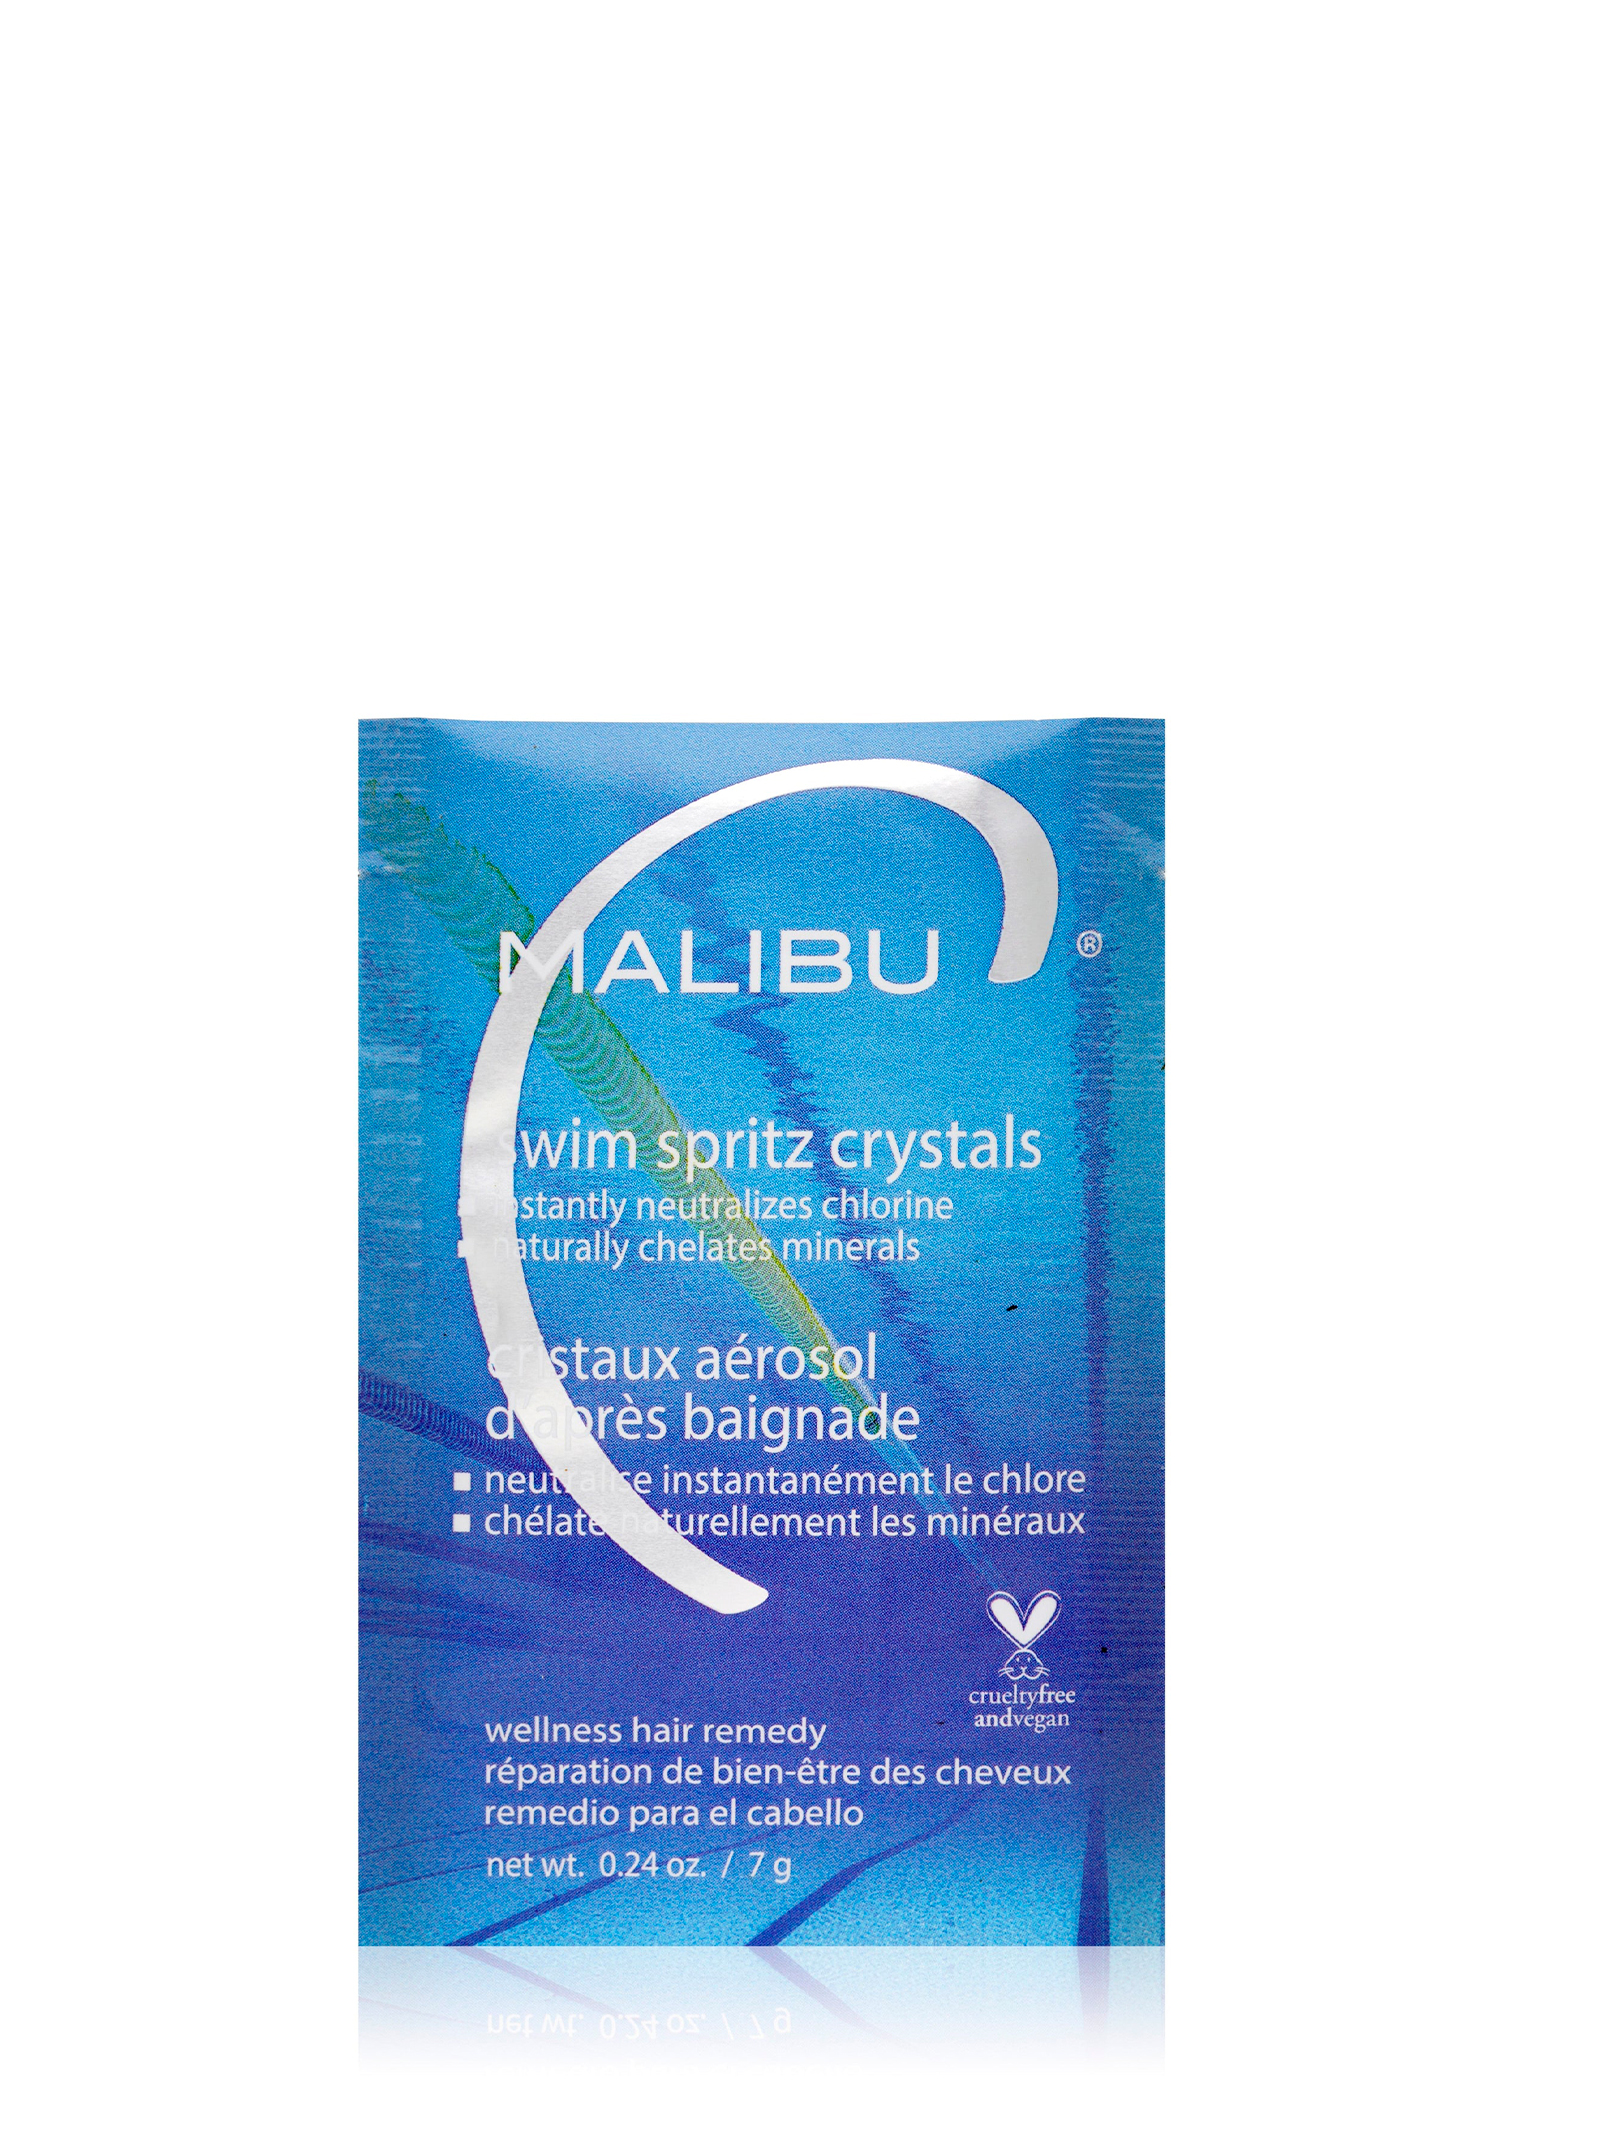 MALIBU ®
swim spritz crystals
■ instantly neutralizes chlorine
■ naturally chelates minerals
cristaux aérosol
d'après baignade
■ neutralise instantanément le chlore
■ chélate naturellement les minéraux
crueltyfree
andvegan
wellness hair remedy
réparation de bien-être des cheveux
remedio para el cabello
net wt. 0.24 oz. / 7 g